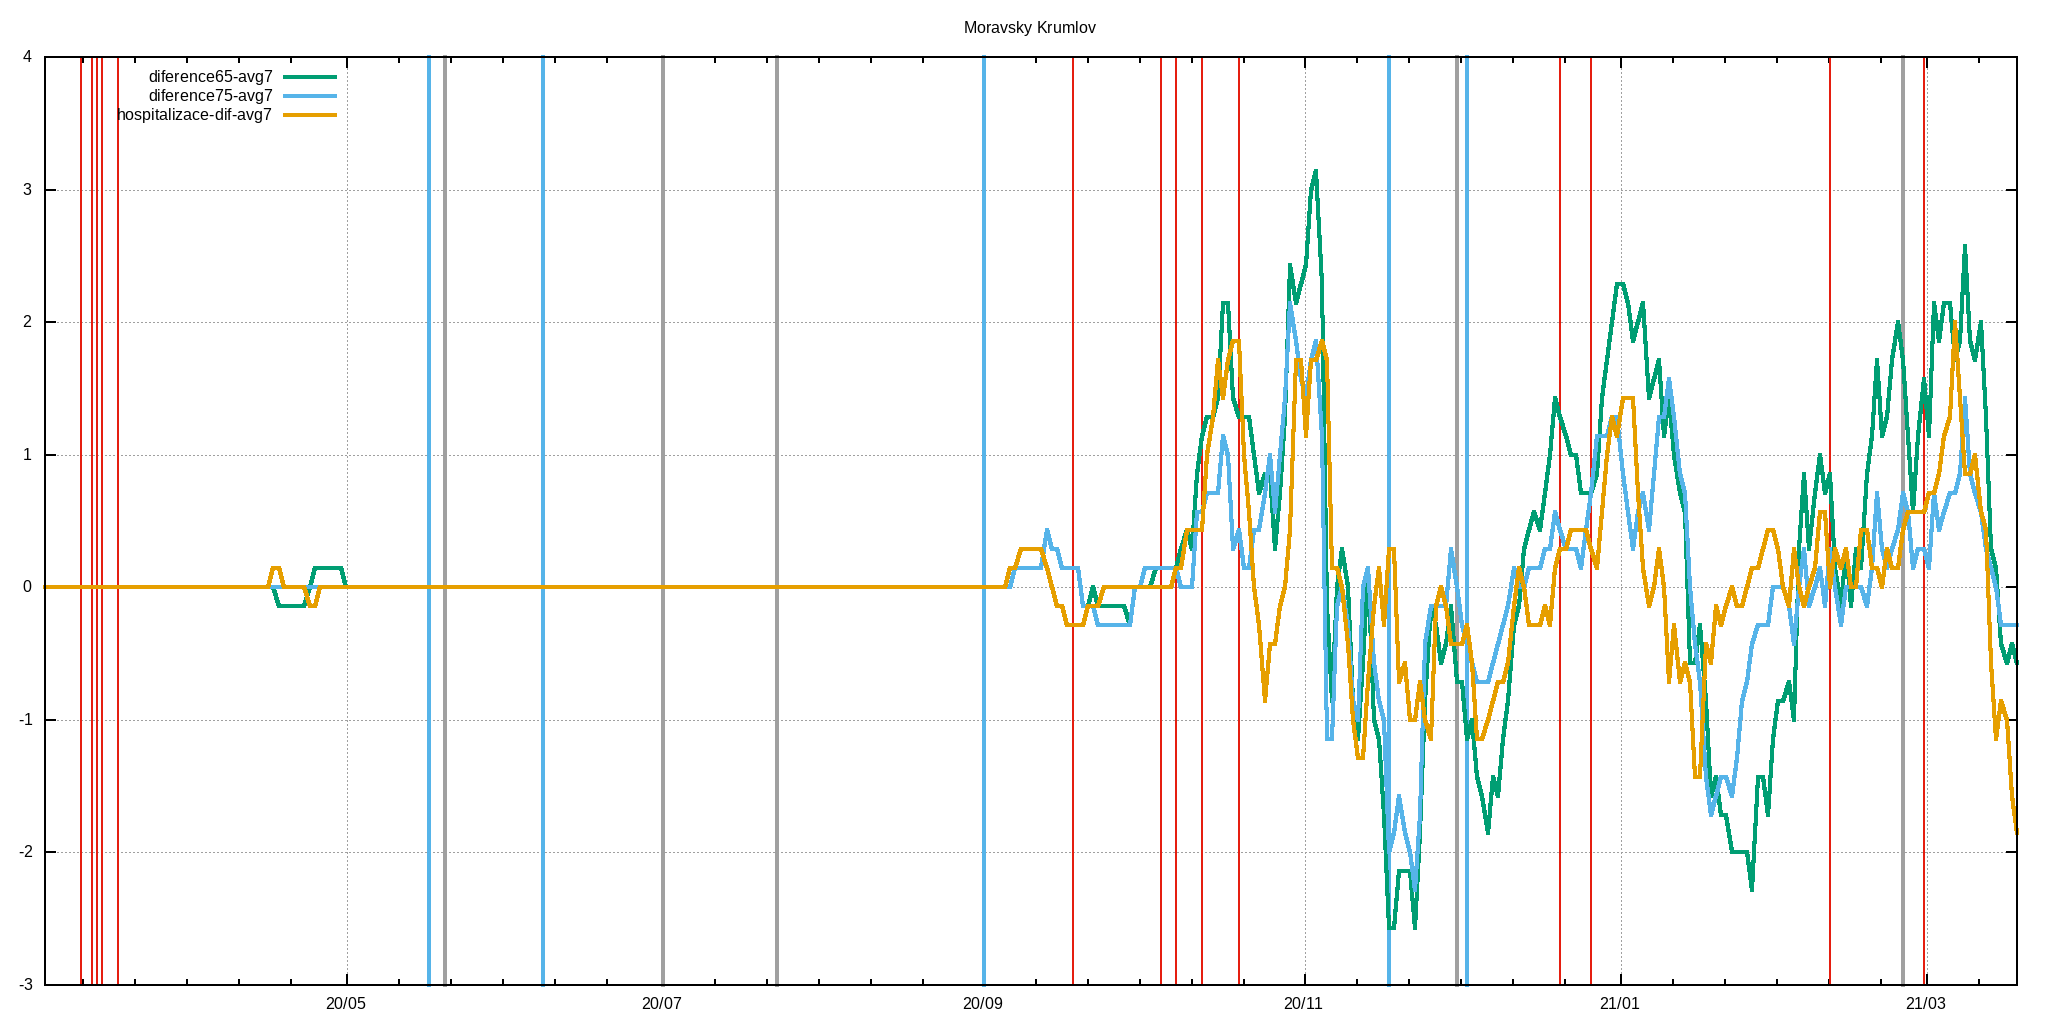 Moravsky Krumlov
4
diference65-avg7
diference75-avg7
hospitalizace-dif-avg7
3
2
1
0
-1
-2
-3
20/05 20/07 20/09 20/11 21/01 21/03